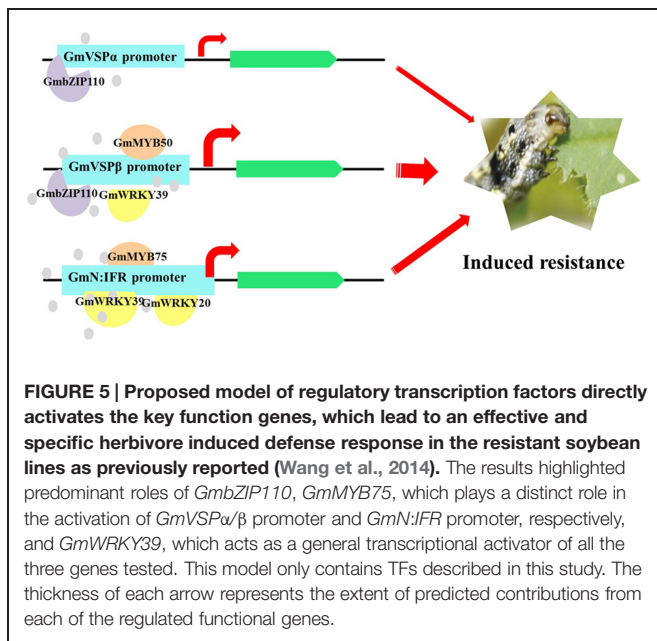 GmVSPα promoter
GmbZIP110
GmMYB50
GmVSPβ promoter
GmbZIP110
GmWRKY39
GmMYB75
GmN:IFR promoter
GmWRKY39
GmWRKY20
Induced resistance
FIGURE 5 | Proposed model of regulatory transcription factors directly
activates the key function genes, which lead to an effective and
specific herbivore induced defense response in the resistant soybean
lines as previously reported (Wang et al., 2014). The results highlighted
predominant roles of GmbZIP110, GmMYB75, which plays a distinct role in
the activation of GmVSPα/β promoter and GmN:IFR promoter, respectively,
and GmWRKY39, which acts as a general transcriptional activator of all the
three genes tested. This model only contains TFs described in this study. The
thickness of each arrow represents the extent of predicted contributions from
each of the regulated functional genes.